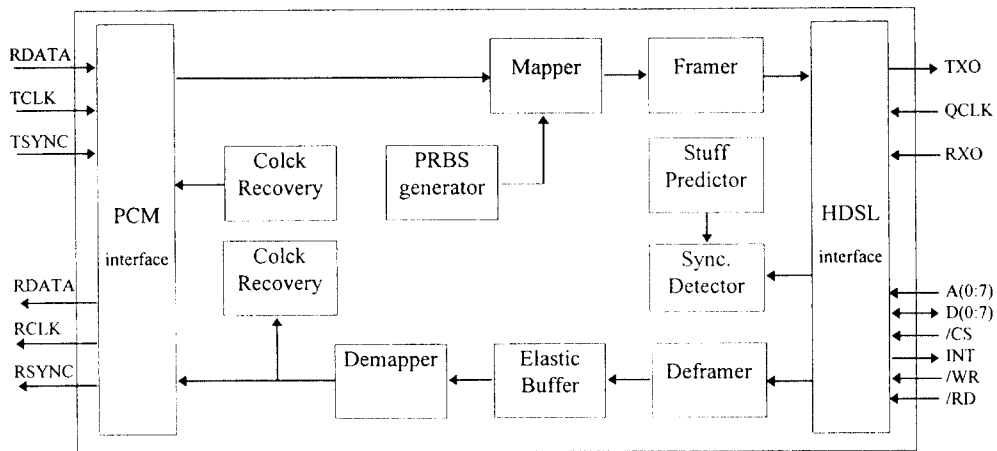 RDATA
TCLK
TSYNC
PCM
interface
RDATA
RCLK
RSYNC
Mapper
Framer
Colck
Recovery
PRBS
generator
Stuff
Predictor
Colck
Recovery
Sync.
Detector
Demapper
Elastic
Buffer
Deframer
HDSL
interface
TXO
QCLK
RXO
A(0:7)
D(0:7)
/CS
INT
/WR
/RD